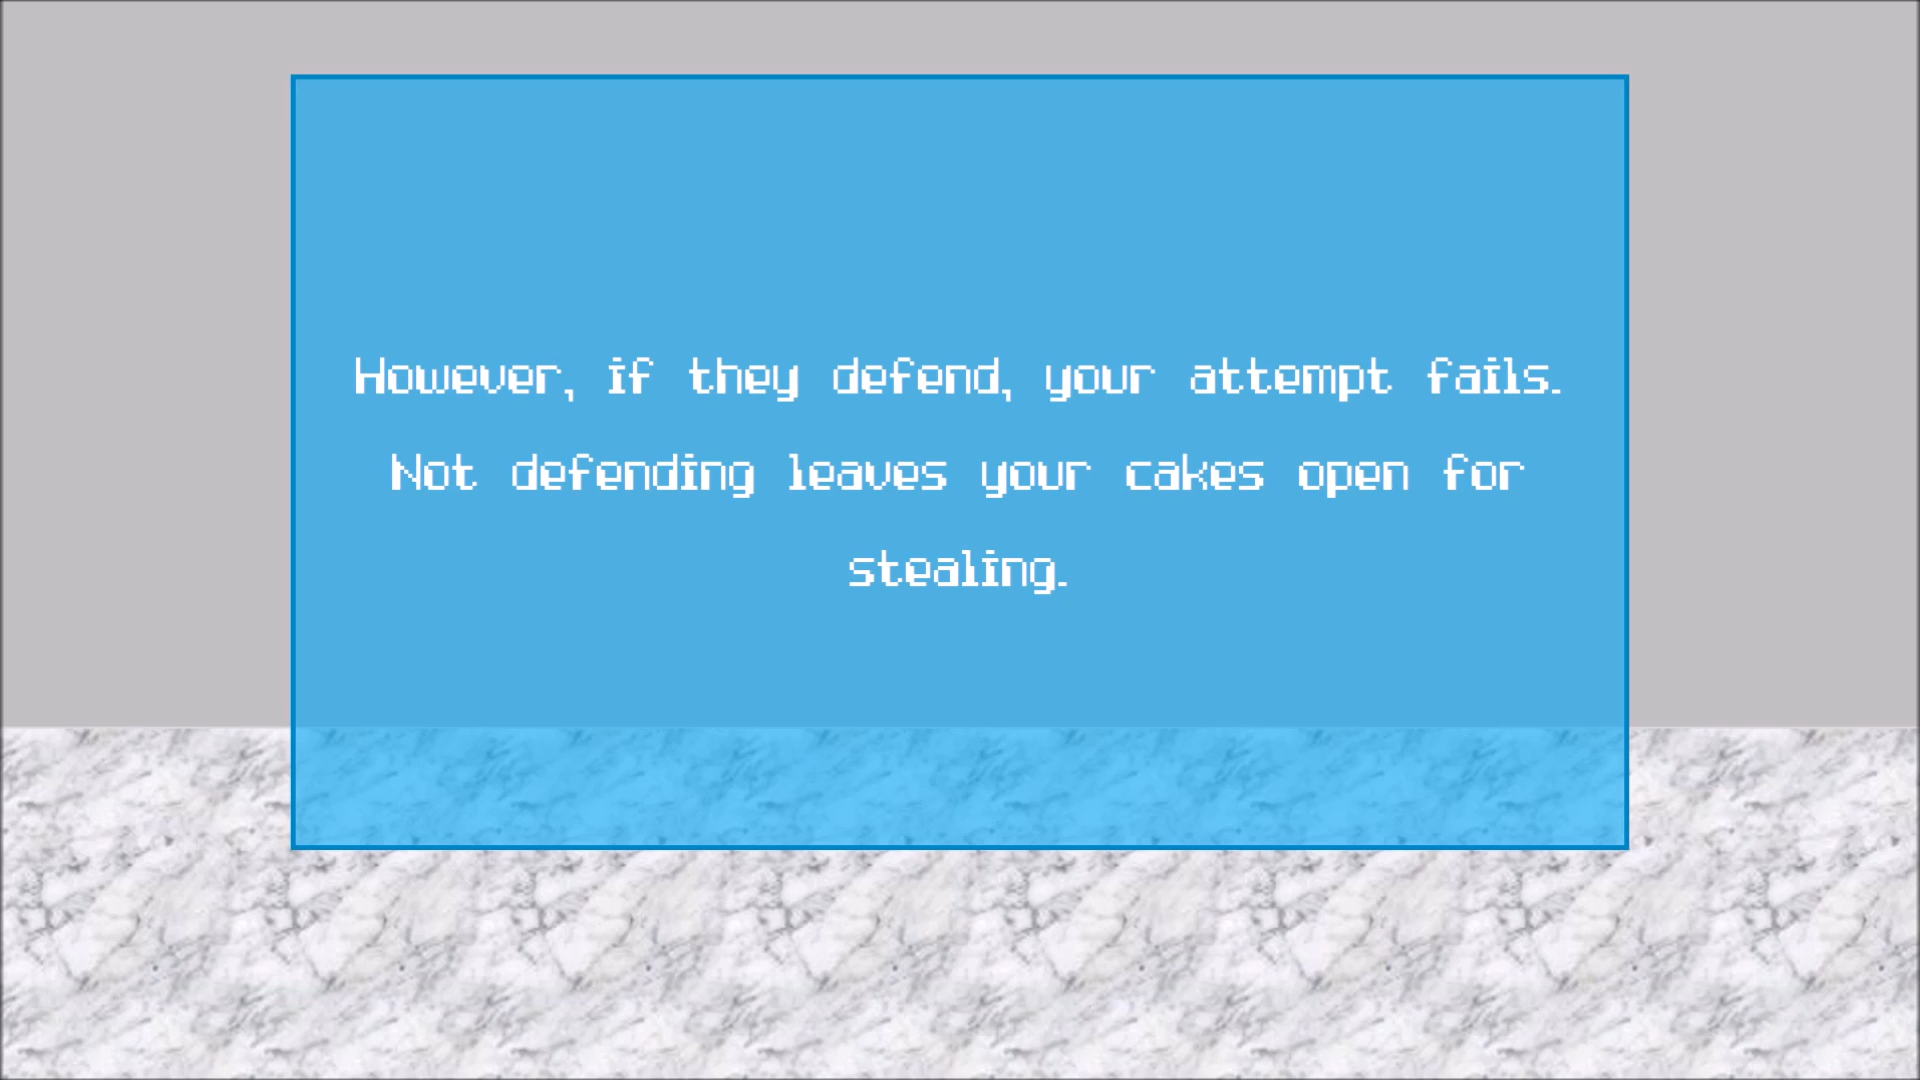 However, if they defend, your attempt fails.
Not defending leaves your cakes open for
stealing.